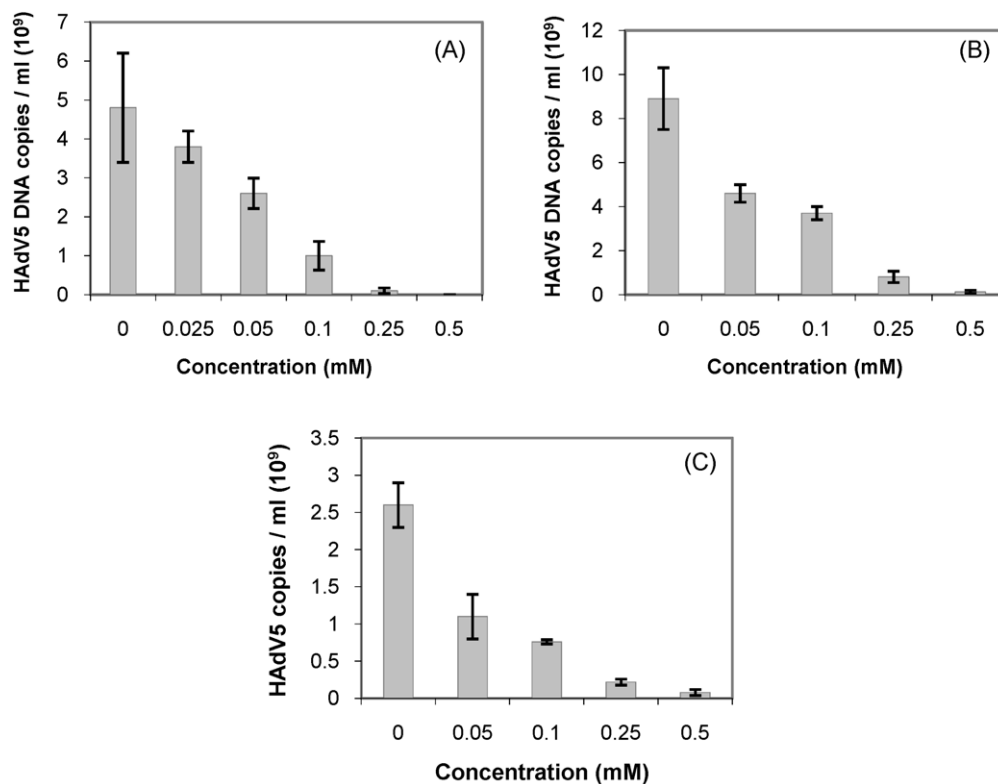 (A)
HAdV5 DNA copies / ml (10⁹)
7
6
5
4
3
2
1
0
0 0.025 0.05 0.1 0.25 0.5
Concentration (mM)
(B)
HAdV5 DNA copies / ml (10⁹)
12
10
8
6
4
2
0
0 0.05 0.1 0.25 0.5
Concentration (mM)
(C)
HAdV5 copies / ml (10⁹)
3.5
3
2.5
2
1.5
1
0.5
0
0 0.05 0.1 0.25 0.5
Concentration (mM)